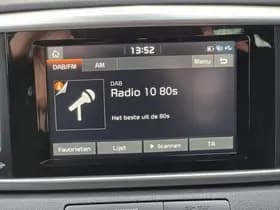 13:52
DAB/FM AM Menu
DAB
Radio 10 80s
Het beste uit de 80s
Favorieten Lijst Scannen TA